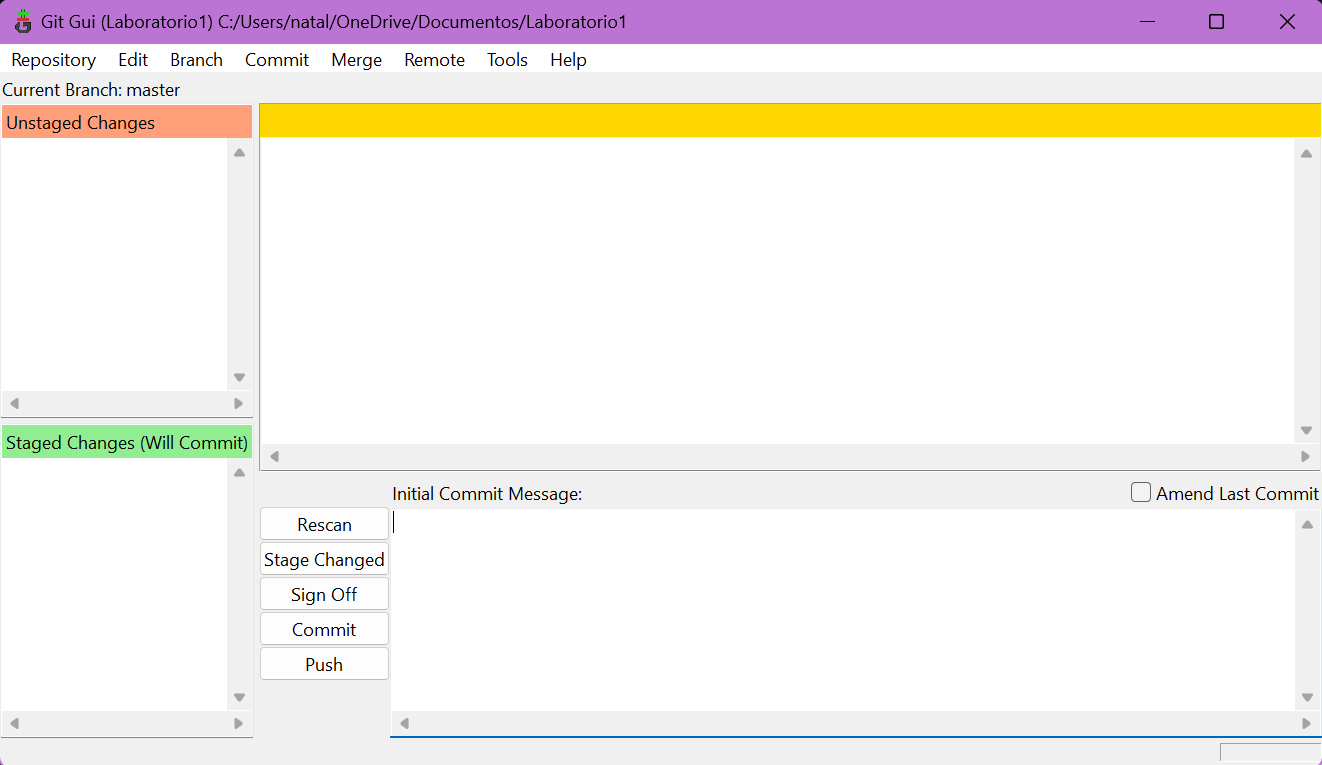 Git Gui (Laboratorio1) C:/Users/natal/OneDrive/Documentos/Laboratorio1
Repository Edit Branch Commit Merge Remote Tools Help
Current Branch: master
Unstaged Changes
Staged Changes (Will Commit)
Initial Commit Message:
Amend Last Commit
Rescan
Stage Changed
Sign Off
Commit
Push